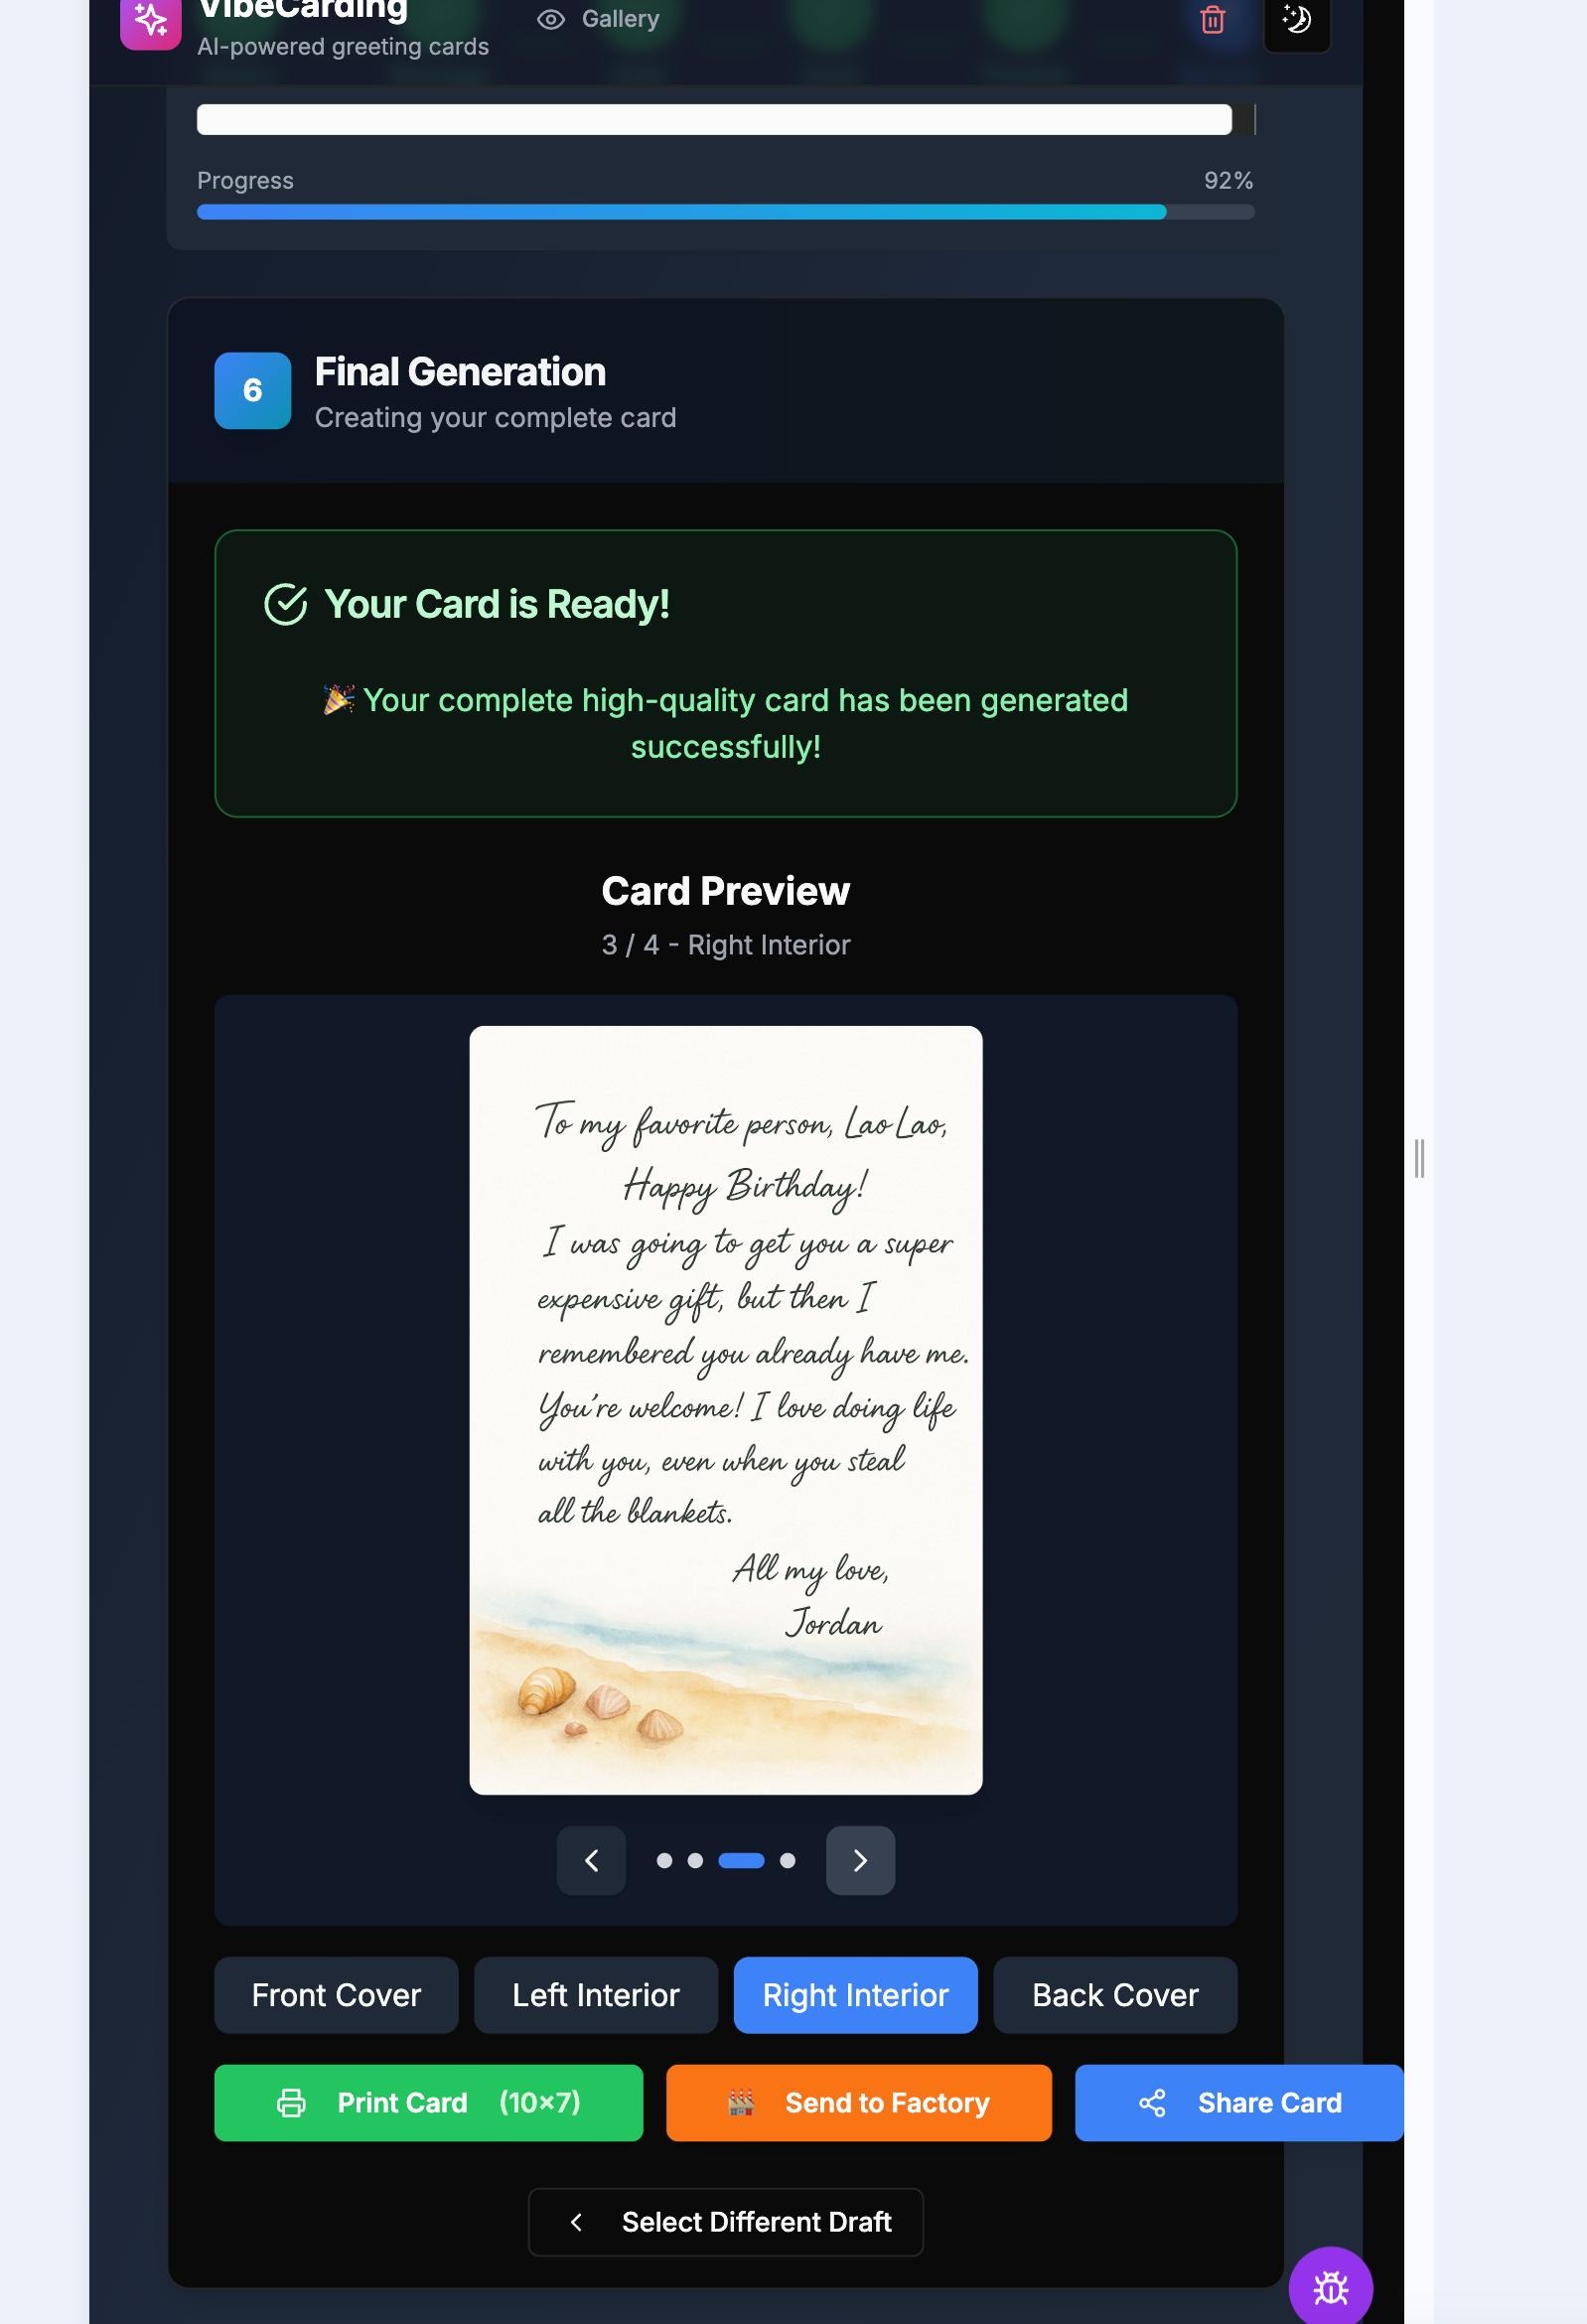 VibeCarding
AI-powered greeting cards
Gallery
Progress
92%
6
Final Generation
Creating your complete card
Your Card is Ready!
🎉 Your complete high-quality card has been generated
successfully!
Card Preview
3 / 4 - Right Interior
To my favorite person, Lao Lao,
Happy Birthday!
I was going to get you a super
expensive gift, but then I
remembered you already have me.
You're welcome! I love doing life
with you, even when you steal
all the blankets.
All my love,
Jordan
Front Cover
Left Interior
Right Interior
Back Cover
Print Card (10×7)
Send to Factory
Share Card
Select Different Draft